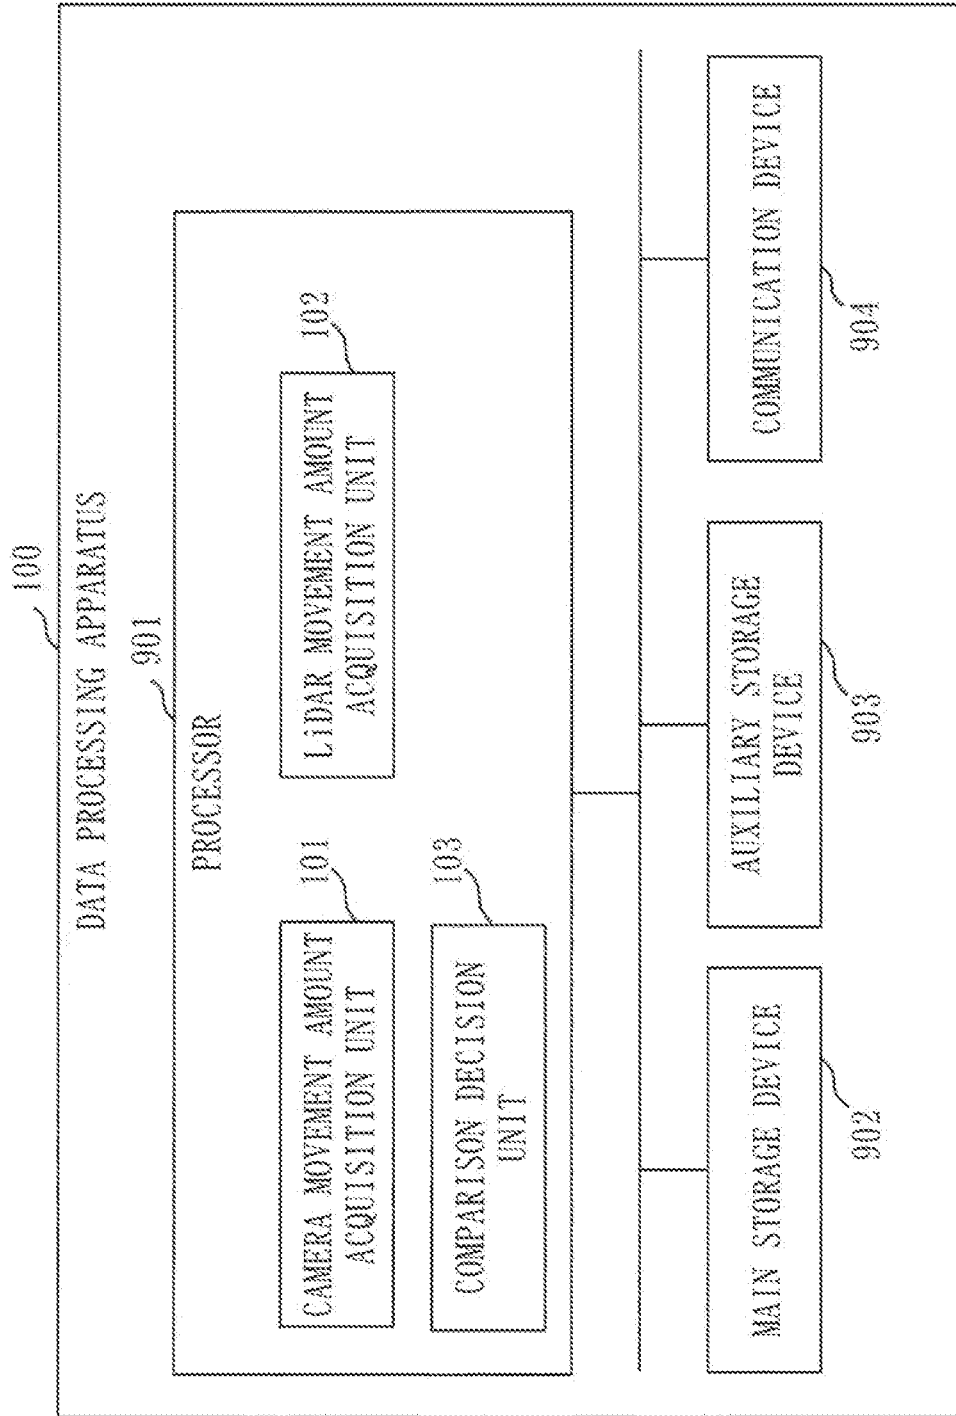 100
DATA PROCESSING APPARATUS
901
PROCESSOR
101
CAMERA MOVEMENT AMOUNT
ACQUISITION UNIT
102
LiDAR MOVEMENT AMOUNT
ACQUISITION UNIT
103
COMPARISON DECISION
UNIT
MAIN STORAGE DEVICE
902
AUXILIARY STORAGE
DEVICE
903
COMMUNICATION DEVICE
904